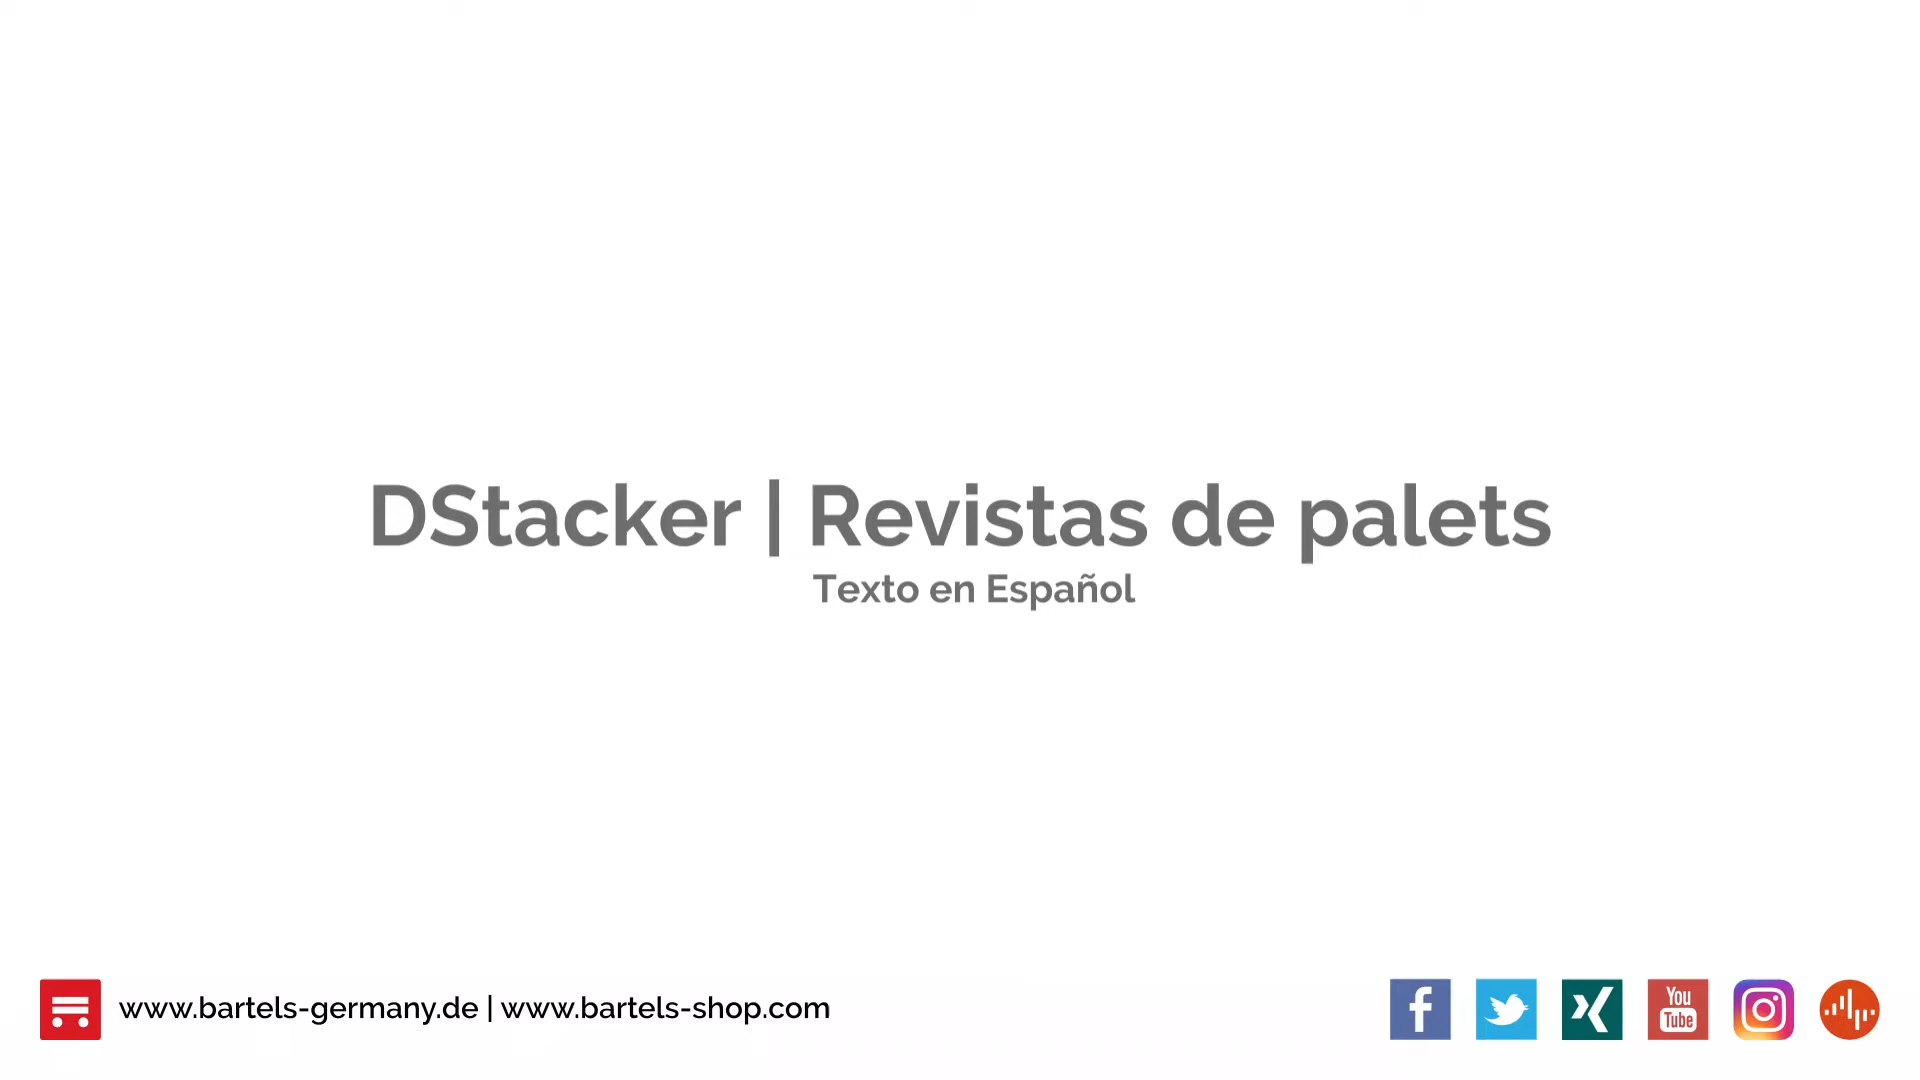 DStacker | Revistas de palets
Texto en Español
www.bartels-germany.de | www.bartels-shop.com
You
Tube